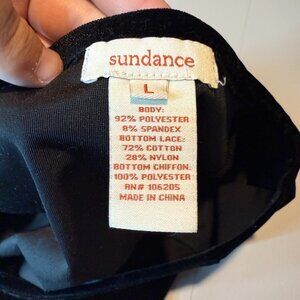 sundance
L
BODY:
92% POLYESTER
8% SPANDEX
BOTTOM LACE:
72% COTTON
28% NYLON
BOTTOM CHIFFON:
100% POLYESTER
RN# 106205
MADE IN CHINA